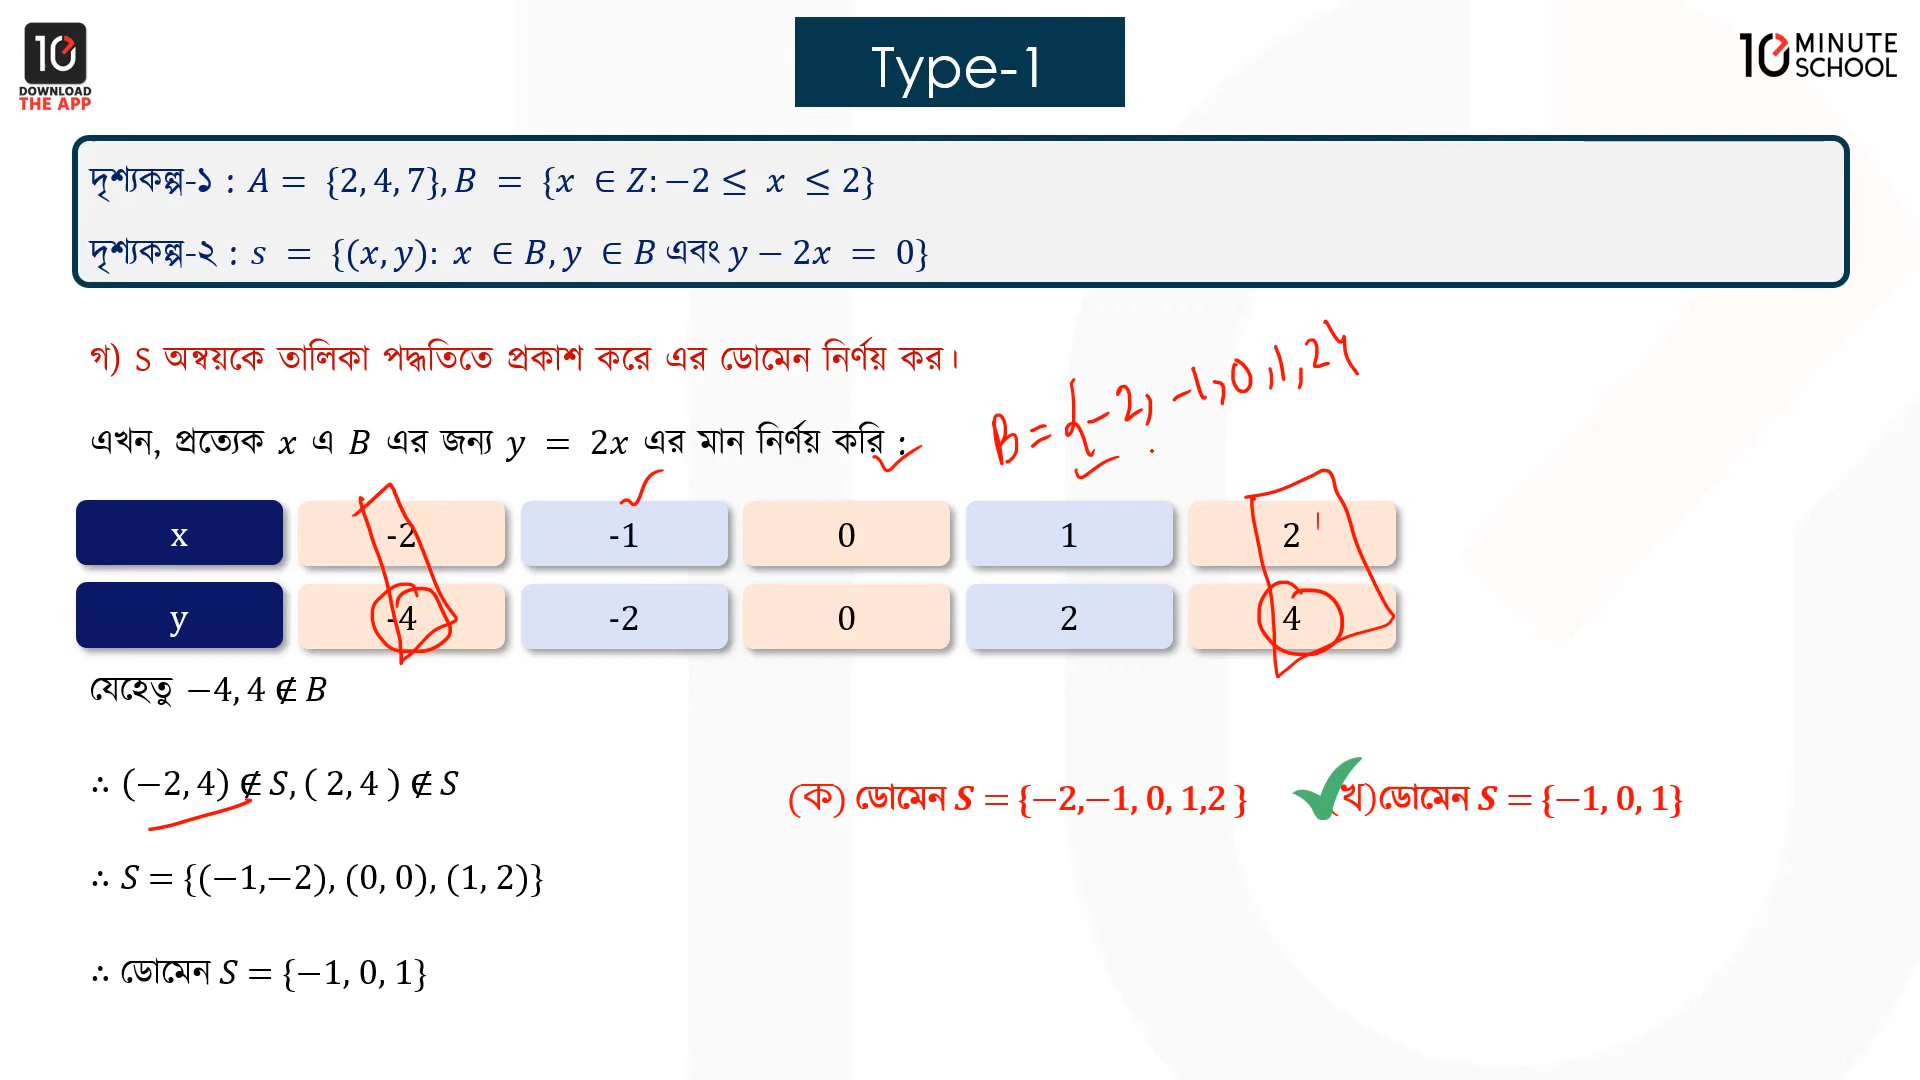 10
DOWNLOAD
THE APP
Type-1
10 MINUTE
SCHOOL
দৃশ্যকল্প-১ : A = {2, 4, 7}, B = {x ∈ Z: −2 ≤ x ≤ 2}
দৃশ্যকল্প-২ : s = {(x, y): x ∈ B, y ∈ B এবং y − 2x = 0}
গ) S অন্বয়কে তালিকা পদ্ধতিতে প্রকাশ করে এর ডোমেন নির্ণয় কর।
B = {-2, -1, 0, 1, 2}
এখন, প্রত্যেক x এ B এর জন্য y = 2x এর মান নির্ণয় করি :
x -2 -1 0 1 2
y -4 -2 0 2 4
যেহেতু −4, 4 ∉ B
∴ (−2, 4) ∉ S, ( 2, 4 ) ∉ S
(ক) ডোমেন S = {−2,−1, 0, 1,2 } (খ)ডোমেন S = {−1, 0, 1}
∴ S = {(−1,−2), (0, 0), (1, 2)}
∴ ডোমেন S = {−1, 0, 1}